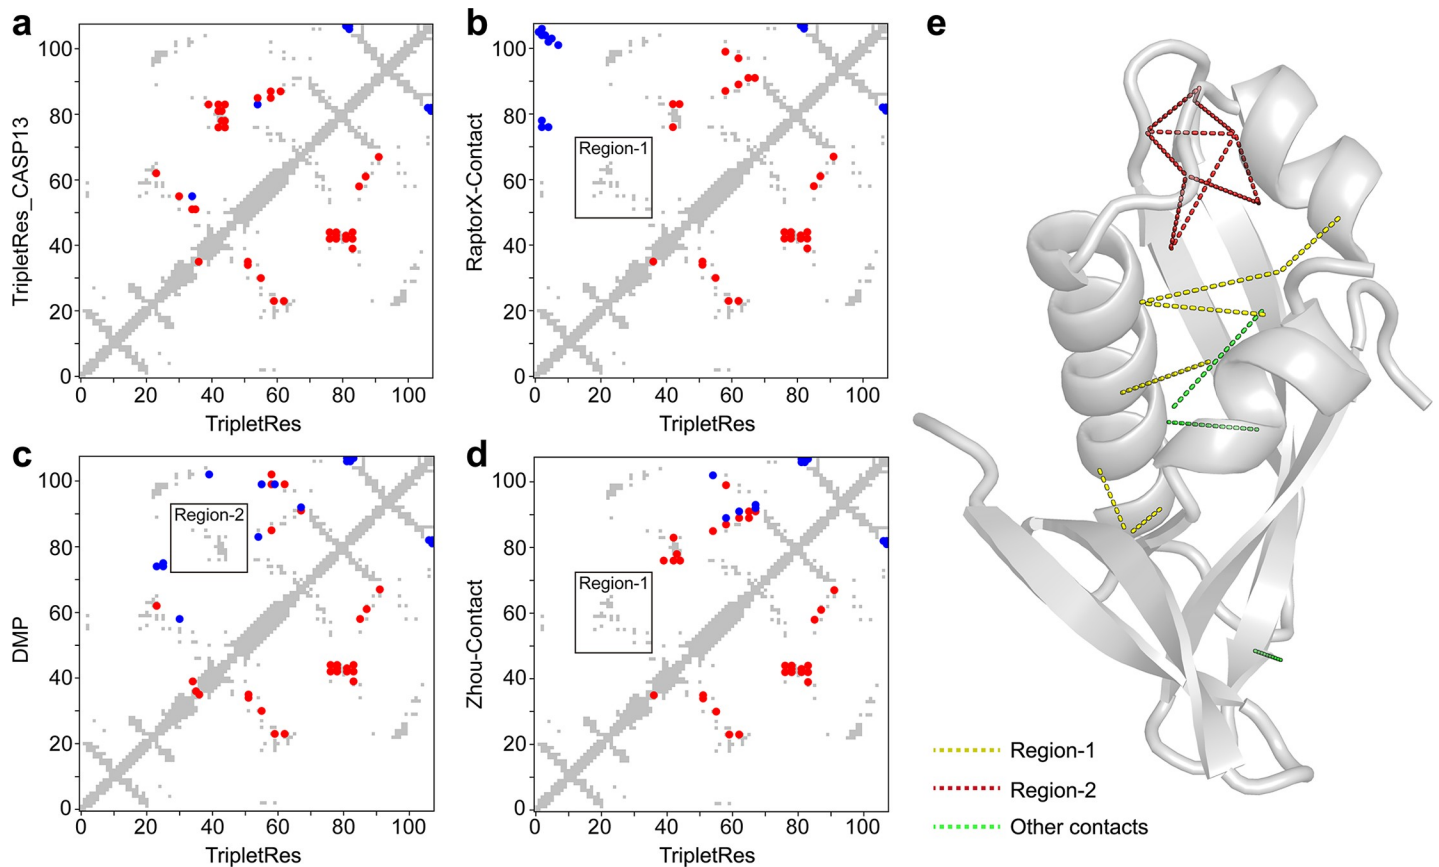 a
100
80
60
40
20
0
TripletRes_CASP13
0 20 40 60 80 100
TripletRes
b
100
80
60
40
20
0
RaptorX-Contact
Region-1
0 20 40 60 80 100
TripletRes
c
100
80
60
40
20
0
DMP
Region-2
0 20 40 60 80 100
TripletRes
d
100
80
60
40
20
0
Zhou-Contact
Region-1
0 20 40 60 80 100
TripletRes
e
Region-1
Region-2
Other contacts